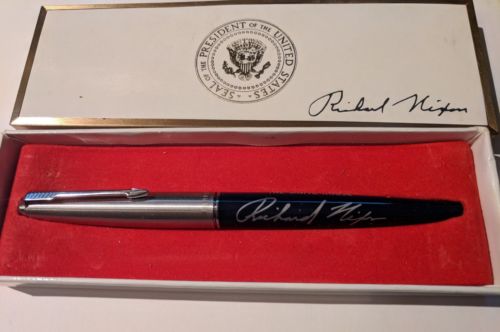 SEAL OF THE PRESIDENT OF THE UNITED STATES
Richard Nixon
Richard Nixon